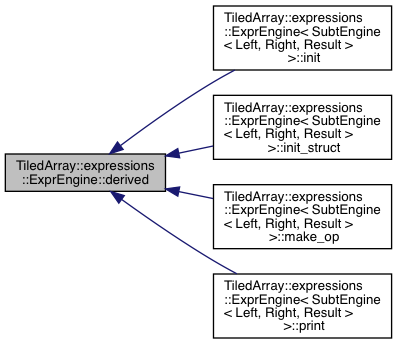 TiledArray::expressions
::ExprEngine< SubtEngine
< Left, Right, Result >
>::init
TiledArray::expressions
::ExprEngine< SubtEngine
< Left, Right, Result >
>::init_struct
TiledArray::expressions
::ExprEngine::derived
TiledArray::expressions
::ExprEngine< SubtEngine
< Left, Right, Result >
>::make_op
TiledArray::expressions
::ExprEngine< SubtEngine
< Left, Right, Result >
>::print